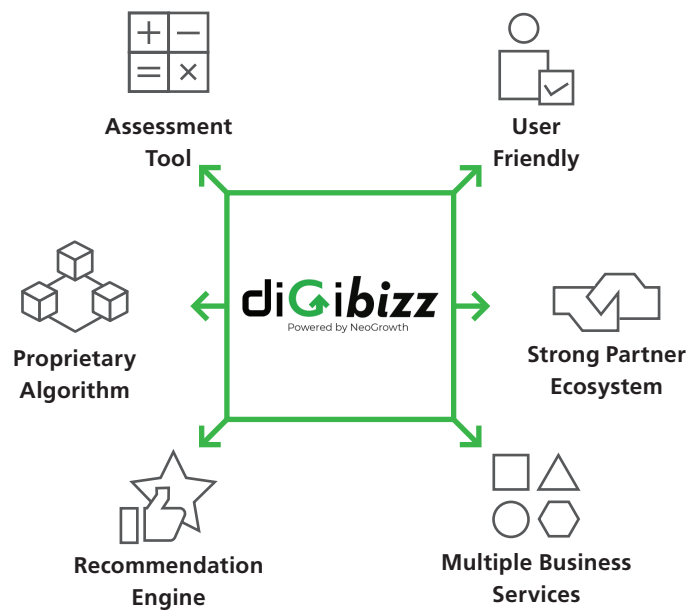 Assessment
Tool
User
Friendly
diGibizz
Powered by NeoGrowth
Proprietary
Algorithm
Strong Partner
Ecosystem
Recommendation
Engine
Multiple Business
Services